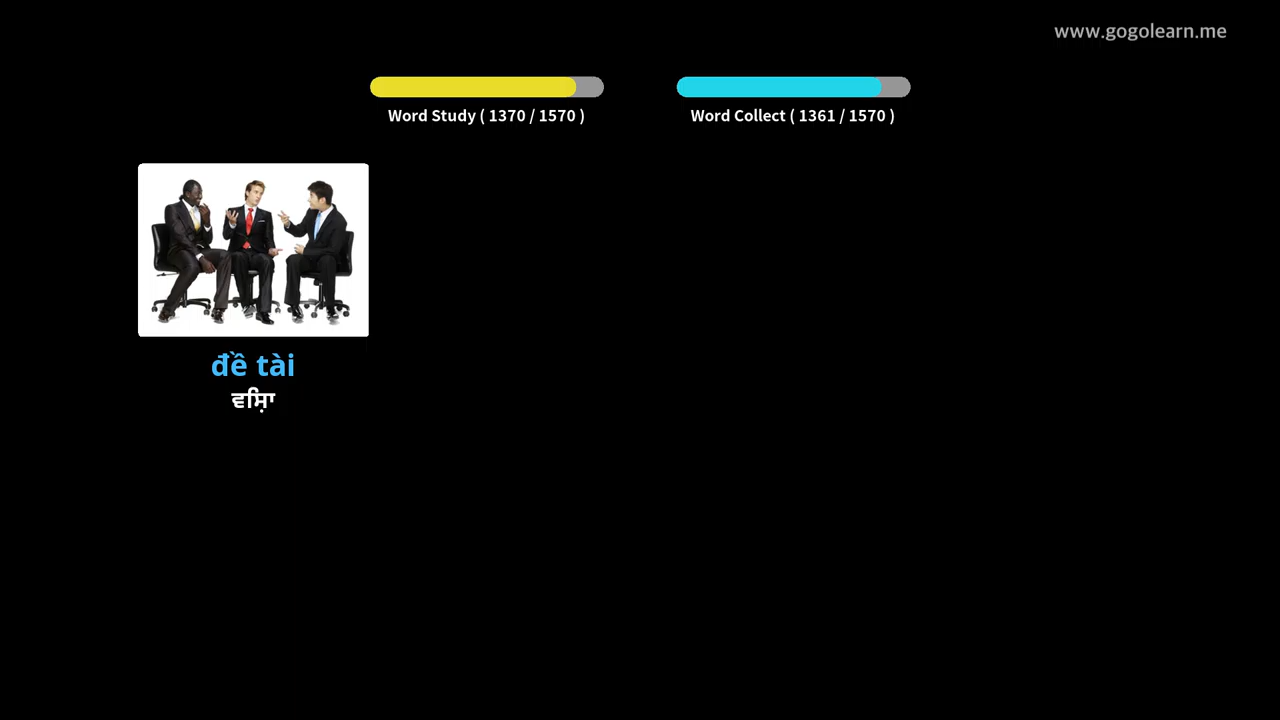 www.gogolearn.me
Word Study ( 1370 / 1570 )
Word Collect ( 1361 / 1570 )
đề tài
ਵਿਸ਼ਾ